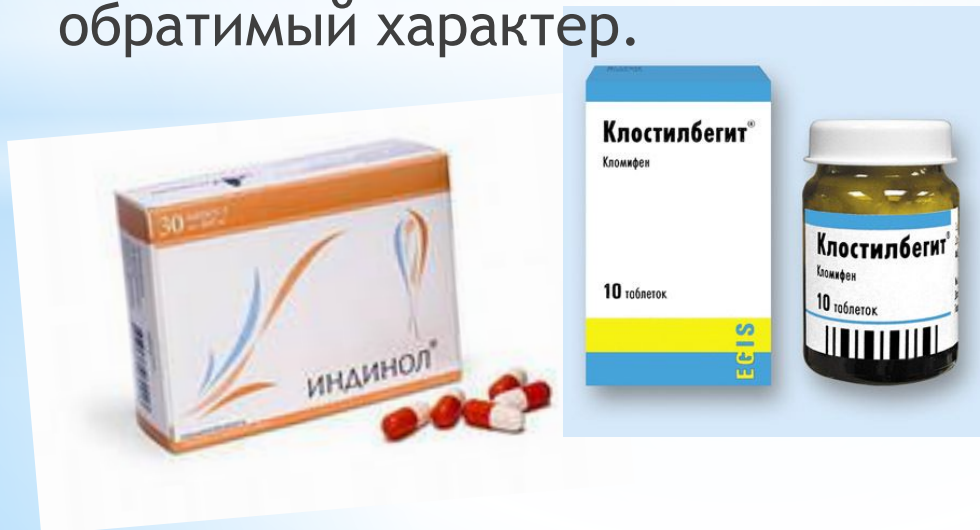 обратимый характер.
30
ИНДИНОЛ®
Клостилбегит®
Кломифен
10 таблеток
EGIS
Клостилбегит®
Кломифен
10 таблеток